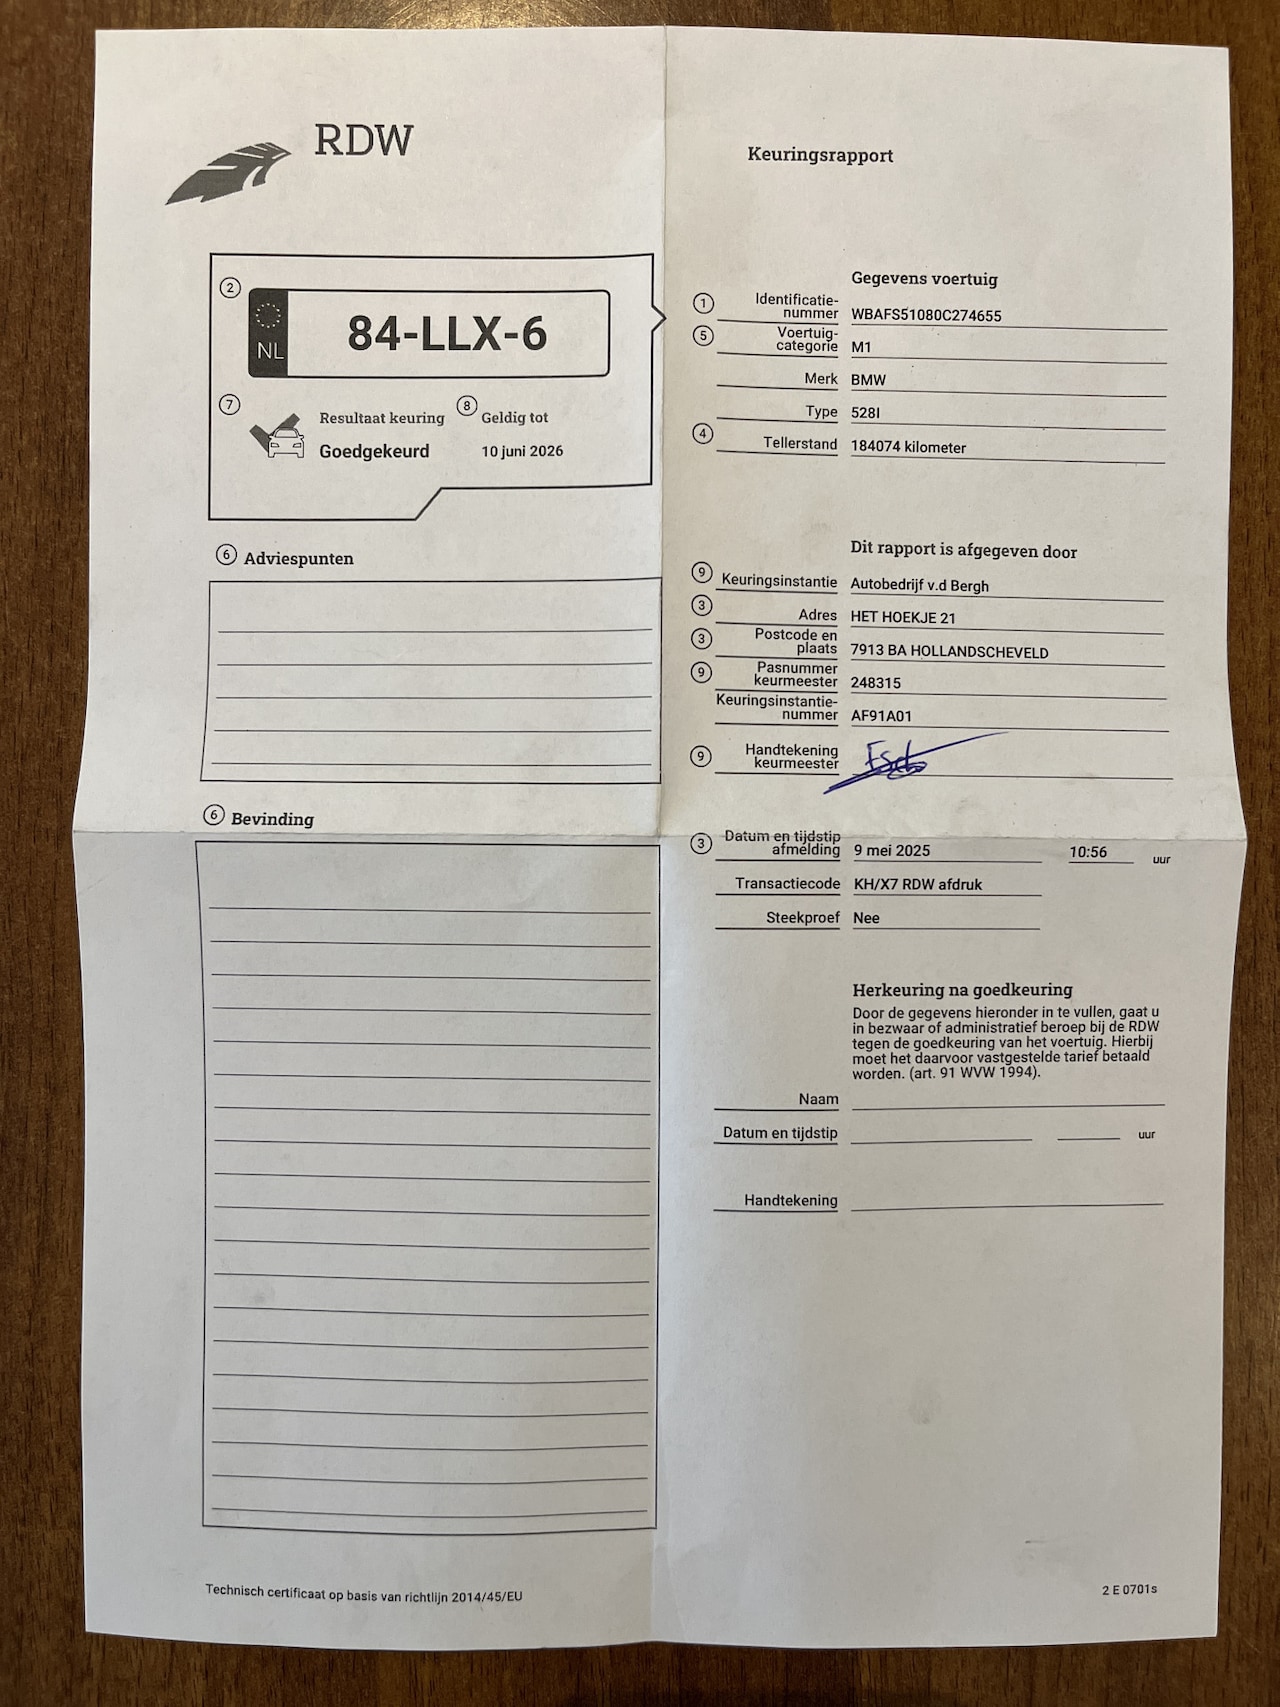 RDW
Keuringsrapport
2
NL
84-LLX-6
7
Resultaat keuring
Goedgekeurd
8
Geldig tot
10 juni 2026
6 Adviespunten
6 Bevinding
Gegevens voertuig
1 Identificatie-
nummer WBAFS51080C274655
5 Voertuig-
categorie M1
Merk BMW
Type 528I
4 Tellerstand 184074 kilometer
Dit rapport is afgegeven door
9 Keuringsinstantie Autobedrijf v.d Bergh
3 Adres HET HOEKJE 21
3 Postcode en
plaats 7913 BA HOLLANDSCHEVELD
9 Pasnummer
keurmeester 248315
Keuringsinstantie-
nummer AF91A01
9 Handtekening
keurmeester
3 Datum en tijdstip
afmelding 9 mei 2025 10:56 uur
Transactiecode KH/X7 RDW afdruk
Steekproef Nee
Herkeuring na goedkeuring
Door de gegevens hieronder in te vullen, gaat u
in bezwaar of administratief beroep bij de RDW
tegen de goedkeuring van het voertuig. Hierbij
moet het daarvoor vastgestelde tarief betaald
worden. (art. 91 WVW 1994).
Naam
Datum en tijdstip uur
Handtekening
Technisch certificaat op basis van richtlijn 2014/45/EU
2 E 0701s